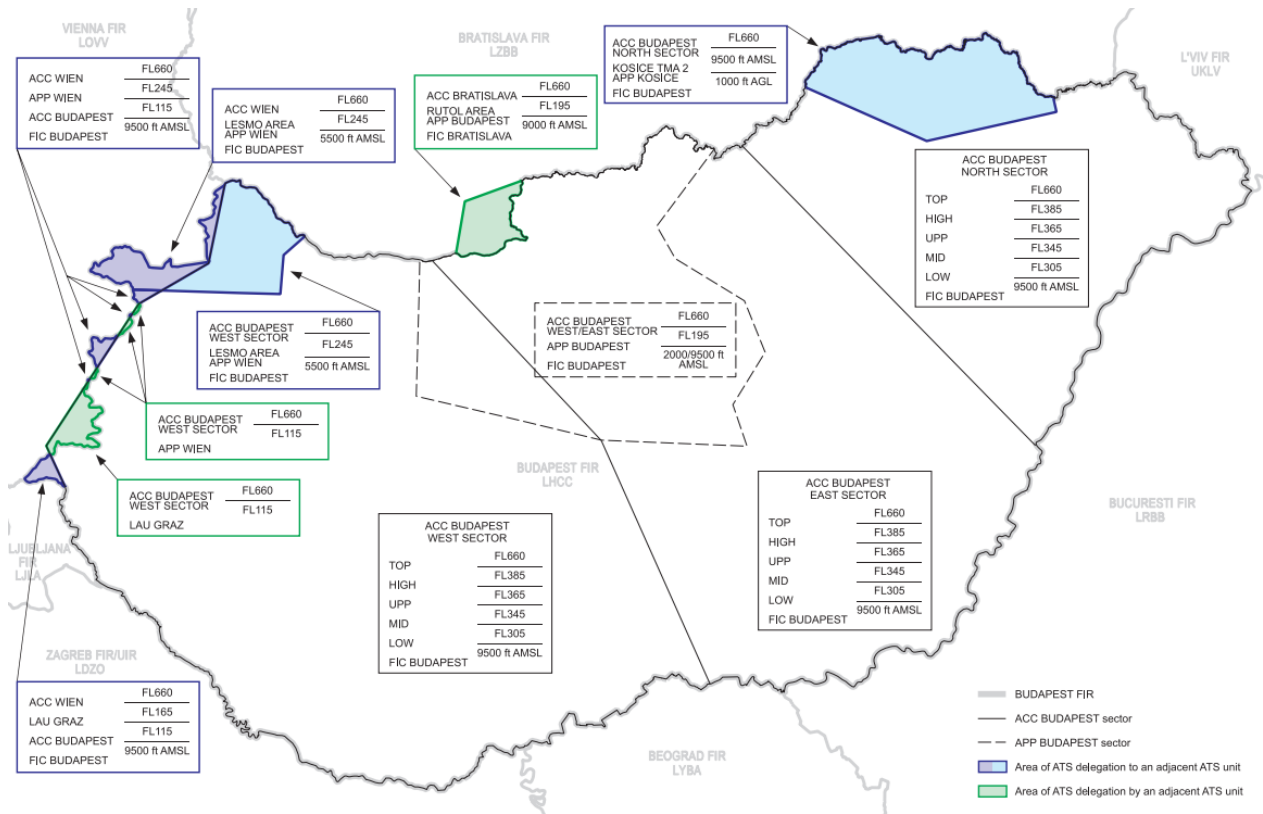 VIENNA FIR
LOVV
BRATISLAVA FIR
LZBB
L'VIV FIR
UKLV
ACC WIEN
FL660
FL245
APP WIEN
FL115
ACC BUDAPEST
9500 ft AMSL
FIC BUDAPEST
ACC WIEN
FL660
LESMO AREA
FL245
APP WIEN
5500 ft AMSL
FIC BUDAPEST
ACC BRATISLAVA
FL660
RUTOL AREA
FL195
APP BUDAPEST
9000 ft AMSL
FIC BRATISLAVA
ACC BUDAPEST
FL660
NORTH SECTOR
9500 ft AMSL
KOSICE TMA 2
APP KOSICE
1000 ft AGL
FIC BUDAPEST
ACC BUDAPEST
NORTH SECTOR
FL660
TOP
FL385
HIGH
FL365
UPP
FL345
MID
FL305
LOW
9500 ft AMSL
FIC BUDAPEST
ACC BUDAPEST
FL660
WEST SECTOR
FL245
LESMO AREA
APP WIEN
5500 ft AMSL
FIC BUDAPEST
ACC BUDAPEST
FL660
WEST/EAST SECTOR
FL195
APP BUDAPEST
2000/9500 ft
AMSL
FIC BUDAPEST
ACC BUDAPEST
FL660
WEST SECTOR
FL115
APP WIEN
ACC BUDAPEST
FL660
WEST SECTOR
FL115
LAU GRAZ
BUDAPEST FIR
LHCC
BUCURESTI FIR
LRBB
ACC BUDAPEST
WEST SECTOR
FL660
TOP
FL385
HIGH
FL365
UPP
FL345
MID
FL305
LOW
9500 ft AMSL
FIC BUDAPEST
ACC BUDAPEST
EAST SECTOR
FL660
TOP
FL385
HIGH
FL365
UPP
FL345
MID
FL305
LOW
9500 ft AMSL
FIC BUDAPEST
LJUBLJANA
FIR
LJLA
ZAGREB FIR/UIR
LDZO
ACC WIEN
FL660
FL165
LAU GRAZ
FL115
ACC BUDAPEST
9500 ft AMSL
FIC BUDAPEST
BEOGRAD FIR
LYBA
BUDAPEST FIR
ACC BUDAPEST sector
APP BUDAPEST sector
Area of ATS delegation to an adjacent ATS unit
Area of ATS delegation by an adjacent ATS unit